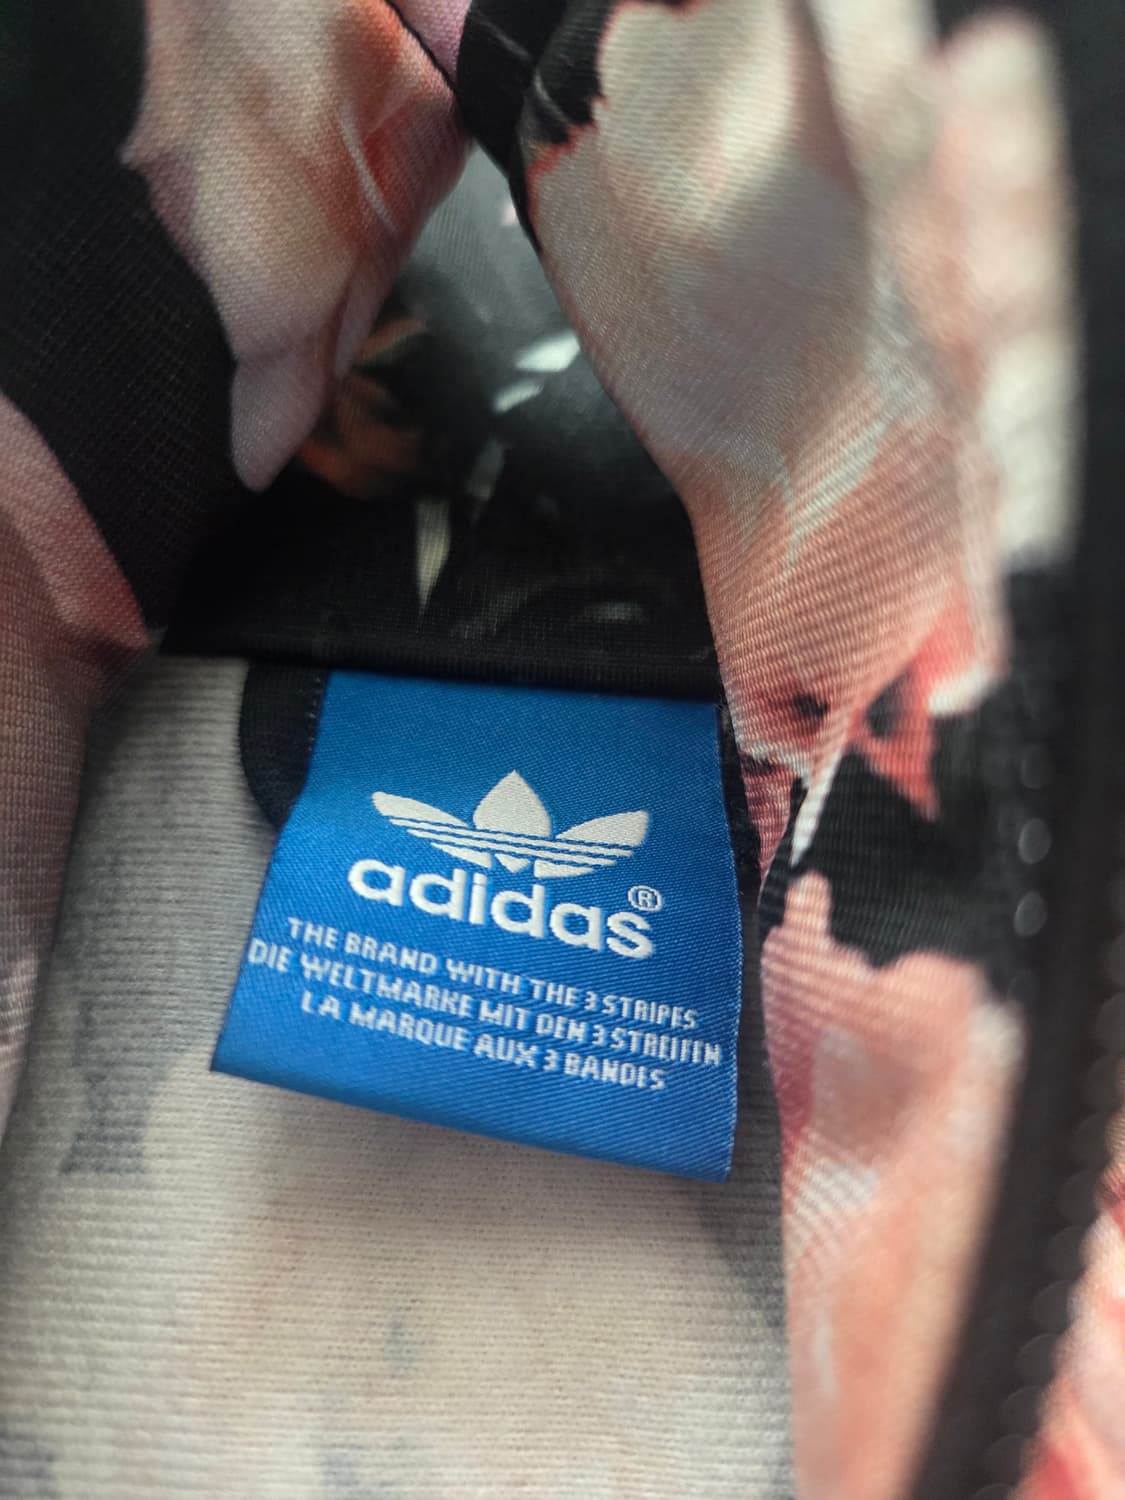 adidas®
THE BRAND WITH THE 3 STRIPES
DIE WELTMARKE MIT DEN 3 STREIFEN
LA MARQUE AUX 3 BANDES